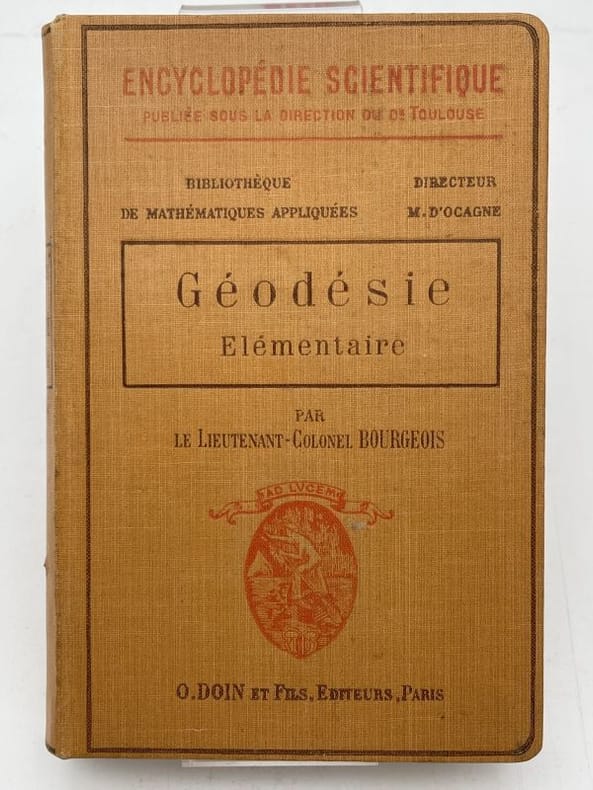 ENCYCLOPÉDIE SCIENTIFIQUE
PUBLIÉE SOUS LA DIRECTION DU Dr TOULOUSE
BIBLIOTHÈQUE
DE MATHÉMATIQUES APPLIQUÉES
DIRECTEUR
M. D'OCAGNE
Géodésie
Elémentaire
PAR
LE LIEUTENANT-COLONEL BOURGEOIS
AD LVCEM
O. DOIN ET FILS, EDITEURS, PARIS